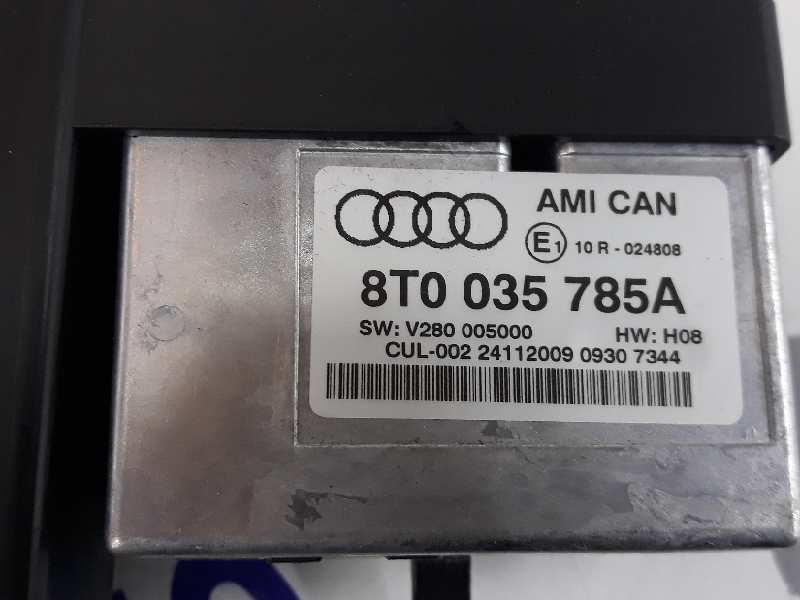 AMI CAN
E1 10 R - 024808
8T0 035 785A
SW: V280 005000 HW: H08
CUL-002 24112009 0930 7344